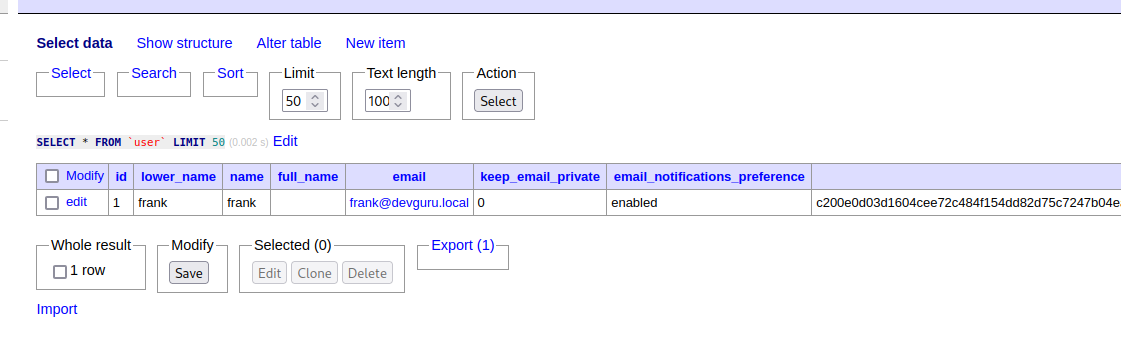 Select data Show structure Alter table New item
Select Search Sort Limit Text length Action
50 100 Select
SELECT * FROM `user` LIMIT 50 (0.002 s) Edit
Modify id lower_name name full_name email keep_email_private email_notifications_preference
edit 1 frank frank frank@devguru.local 0 enabled c200e0d03d1604cee72c484f154dd82d75c7247b04e
Whole result Modify Selected (0) Export (1)
1 row Save Edit Clone Delete
Import